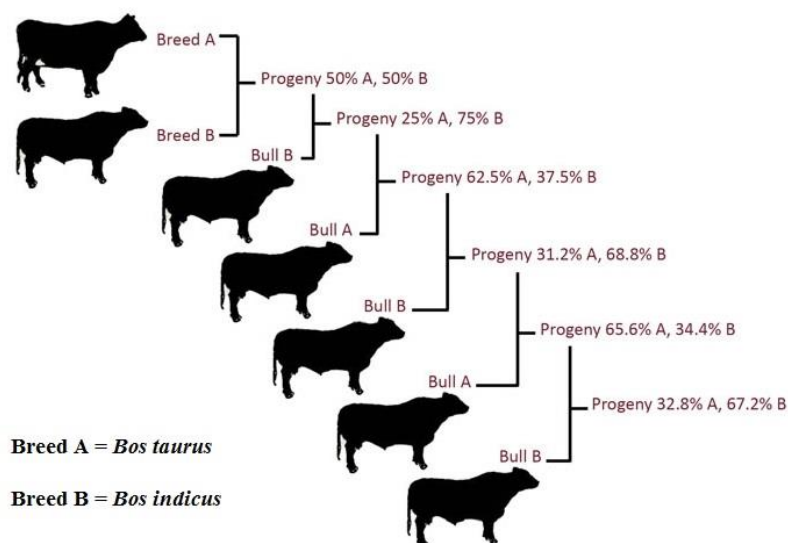 Breed A
Progeny 50% A, 50% B
Progeny 25% A, 75% B
Breed B
Bull B
Progeny 62.5% A, 37.5% B
Bull A
Progeny 31.2% A, 68.8% B
Bull B
Progeny 65.6% A, 34.4% B
Bull A
Progeny 32.8% A, 67.2% B
Bull B
Breed A = Bos taurus
Breed B = Bos indicus